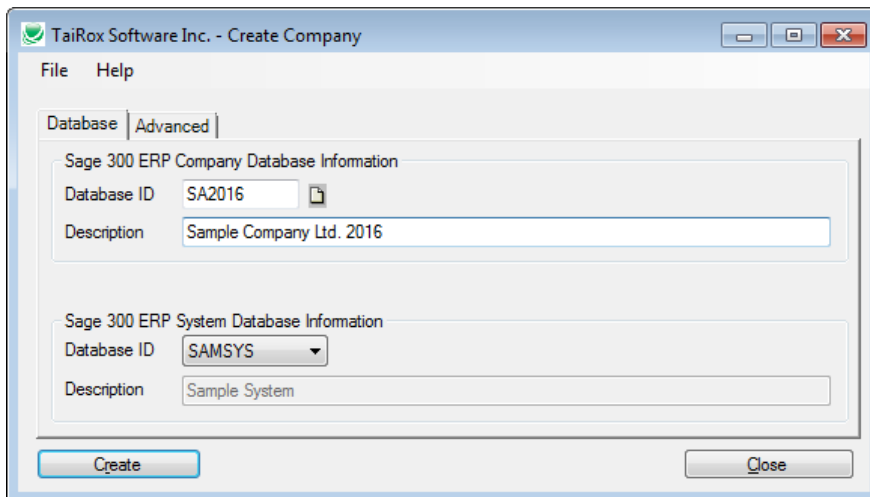 TaiRox Software Inc. - Create Company
File Help
Database Advanced
Sage 300 ERP Company Database Information
Database ID SA2016
Description Sample Company Ltd. 2016
Sage 300 ERP System Database Information
Database ID SAMSYS
Description Sample System
Create Close